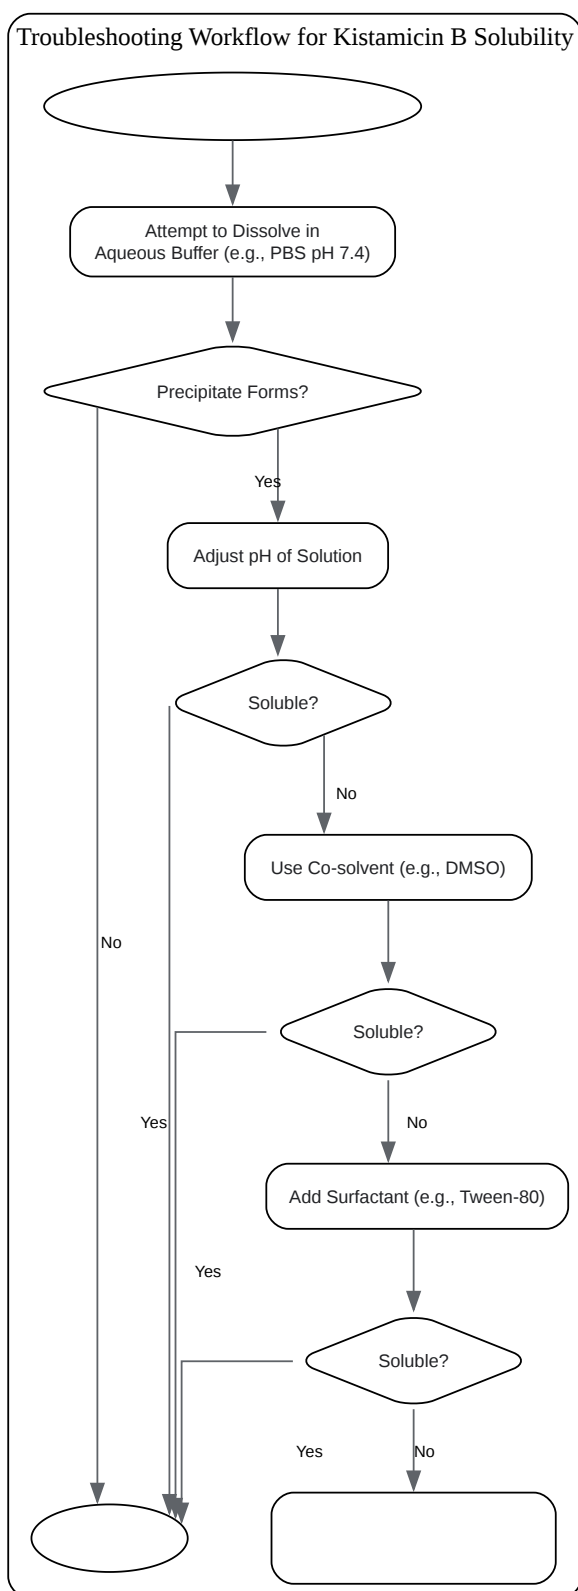 Troubleshooting Workflow for Kistamicin B Solubility
Attempt to Dissolve in
Aqueous Buffer (e.g., PBS pH 7.4)
Precipitate Forms?
Yes
Adjust pH of Solution
Soluble?
No
Use Co-solvent (e.g., DMSO)
No
Soluble?
Yes
No
Add Surfactant (e.g., Tween-80)
Yes
Soluble?
Yes
No